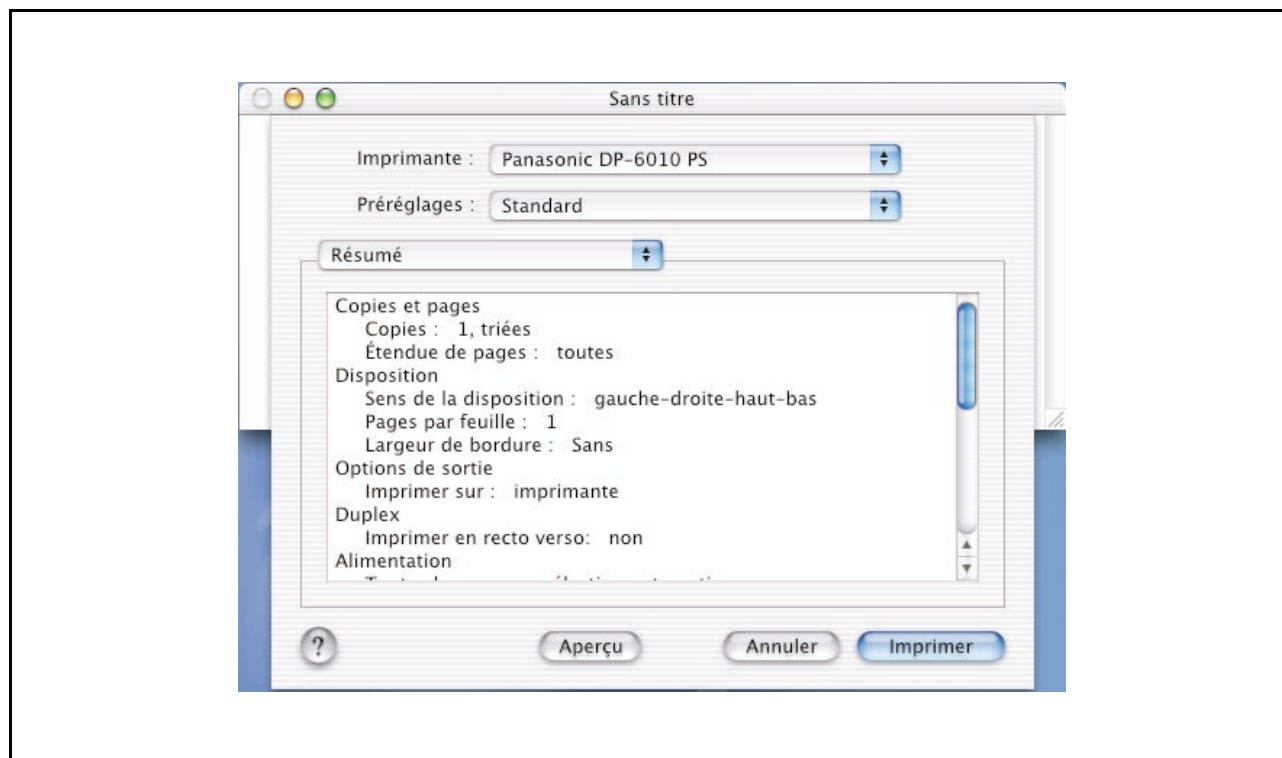 Sans titre
Imprimante : Panasonic DP-6010 PS
Préréglages : Standard
Résumé
Copies et pages
Copies : 1, triées
Étendue de pages : toutes
Disposition
Sens de la disposition : gauche-droite-haut-bas
Pages par feuille : 1
Largeur de bordure : Sans
Options de sortie
Imprimer sur : imprimante
Duplex
Imprimer en recto verso: non
Alimentation
? Aperçu Annuler Imprimer